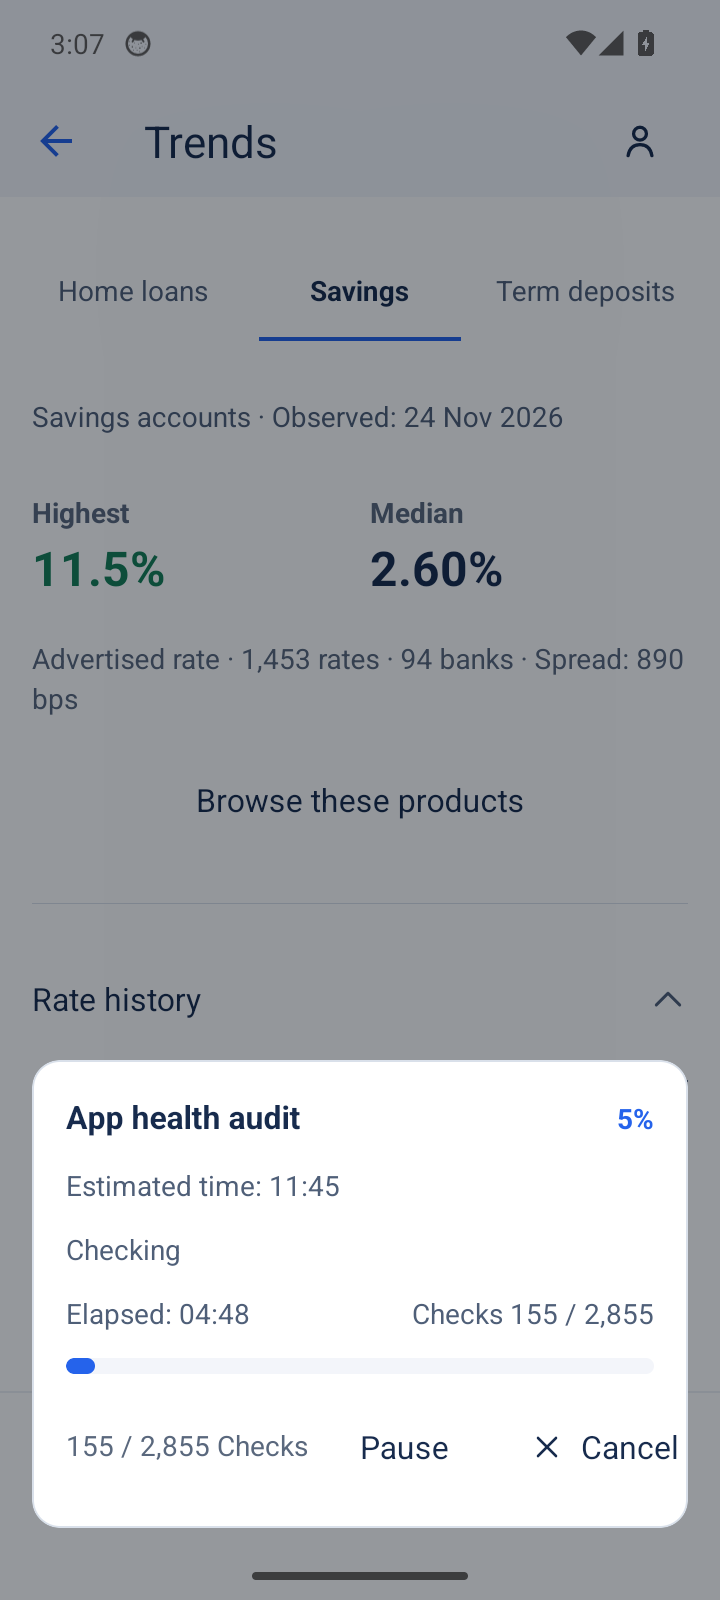 3:07
Trends
Home loans
Savings
Term deposits
Savings accounts · Observed: 24 Nov 2026
Highest
Median
11.5%
2.60%
Advertised rate · 1,453 rates · 94 banks · Spread: 890
bps
Browse these products
Rate history
App health audit
5%
Estimated time: 11:45
Checking
Elapsed: 04:48
Checks 155 / 2,855
155 / 2,855 Checks
Pause
Cancel